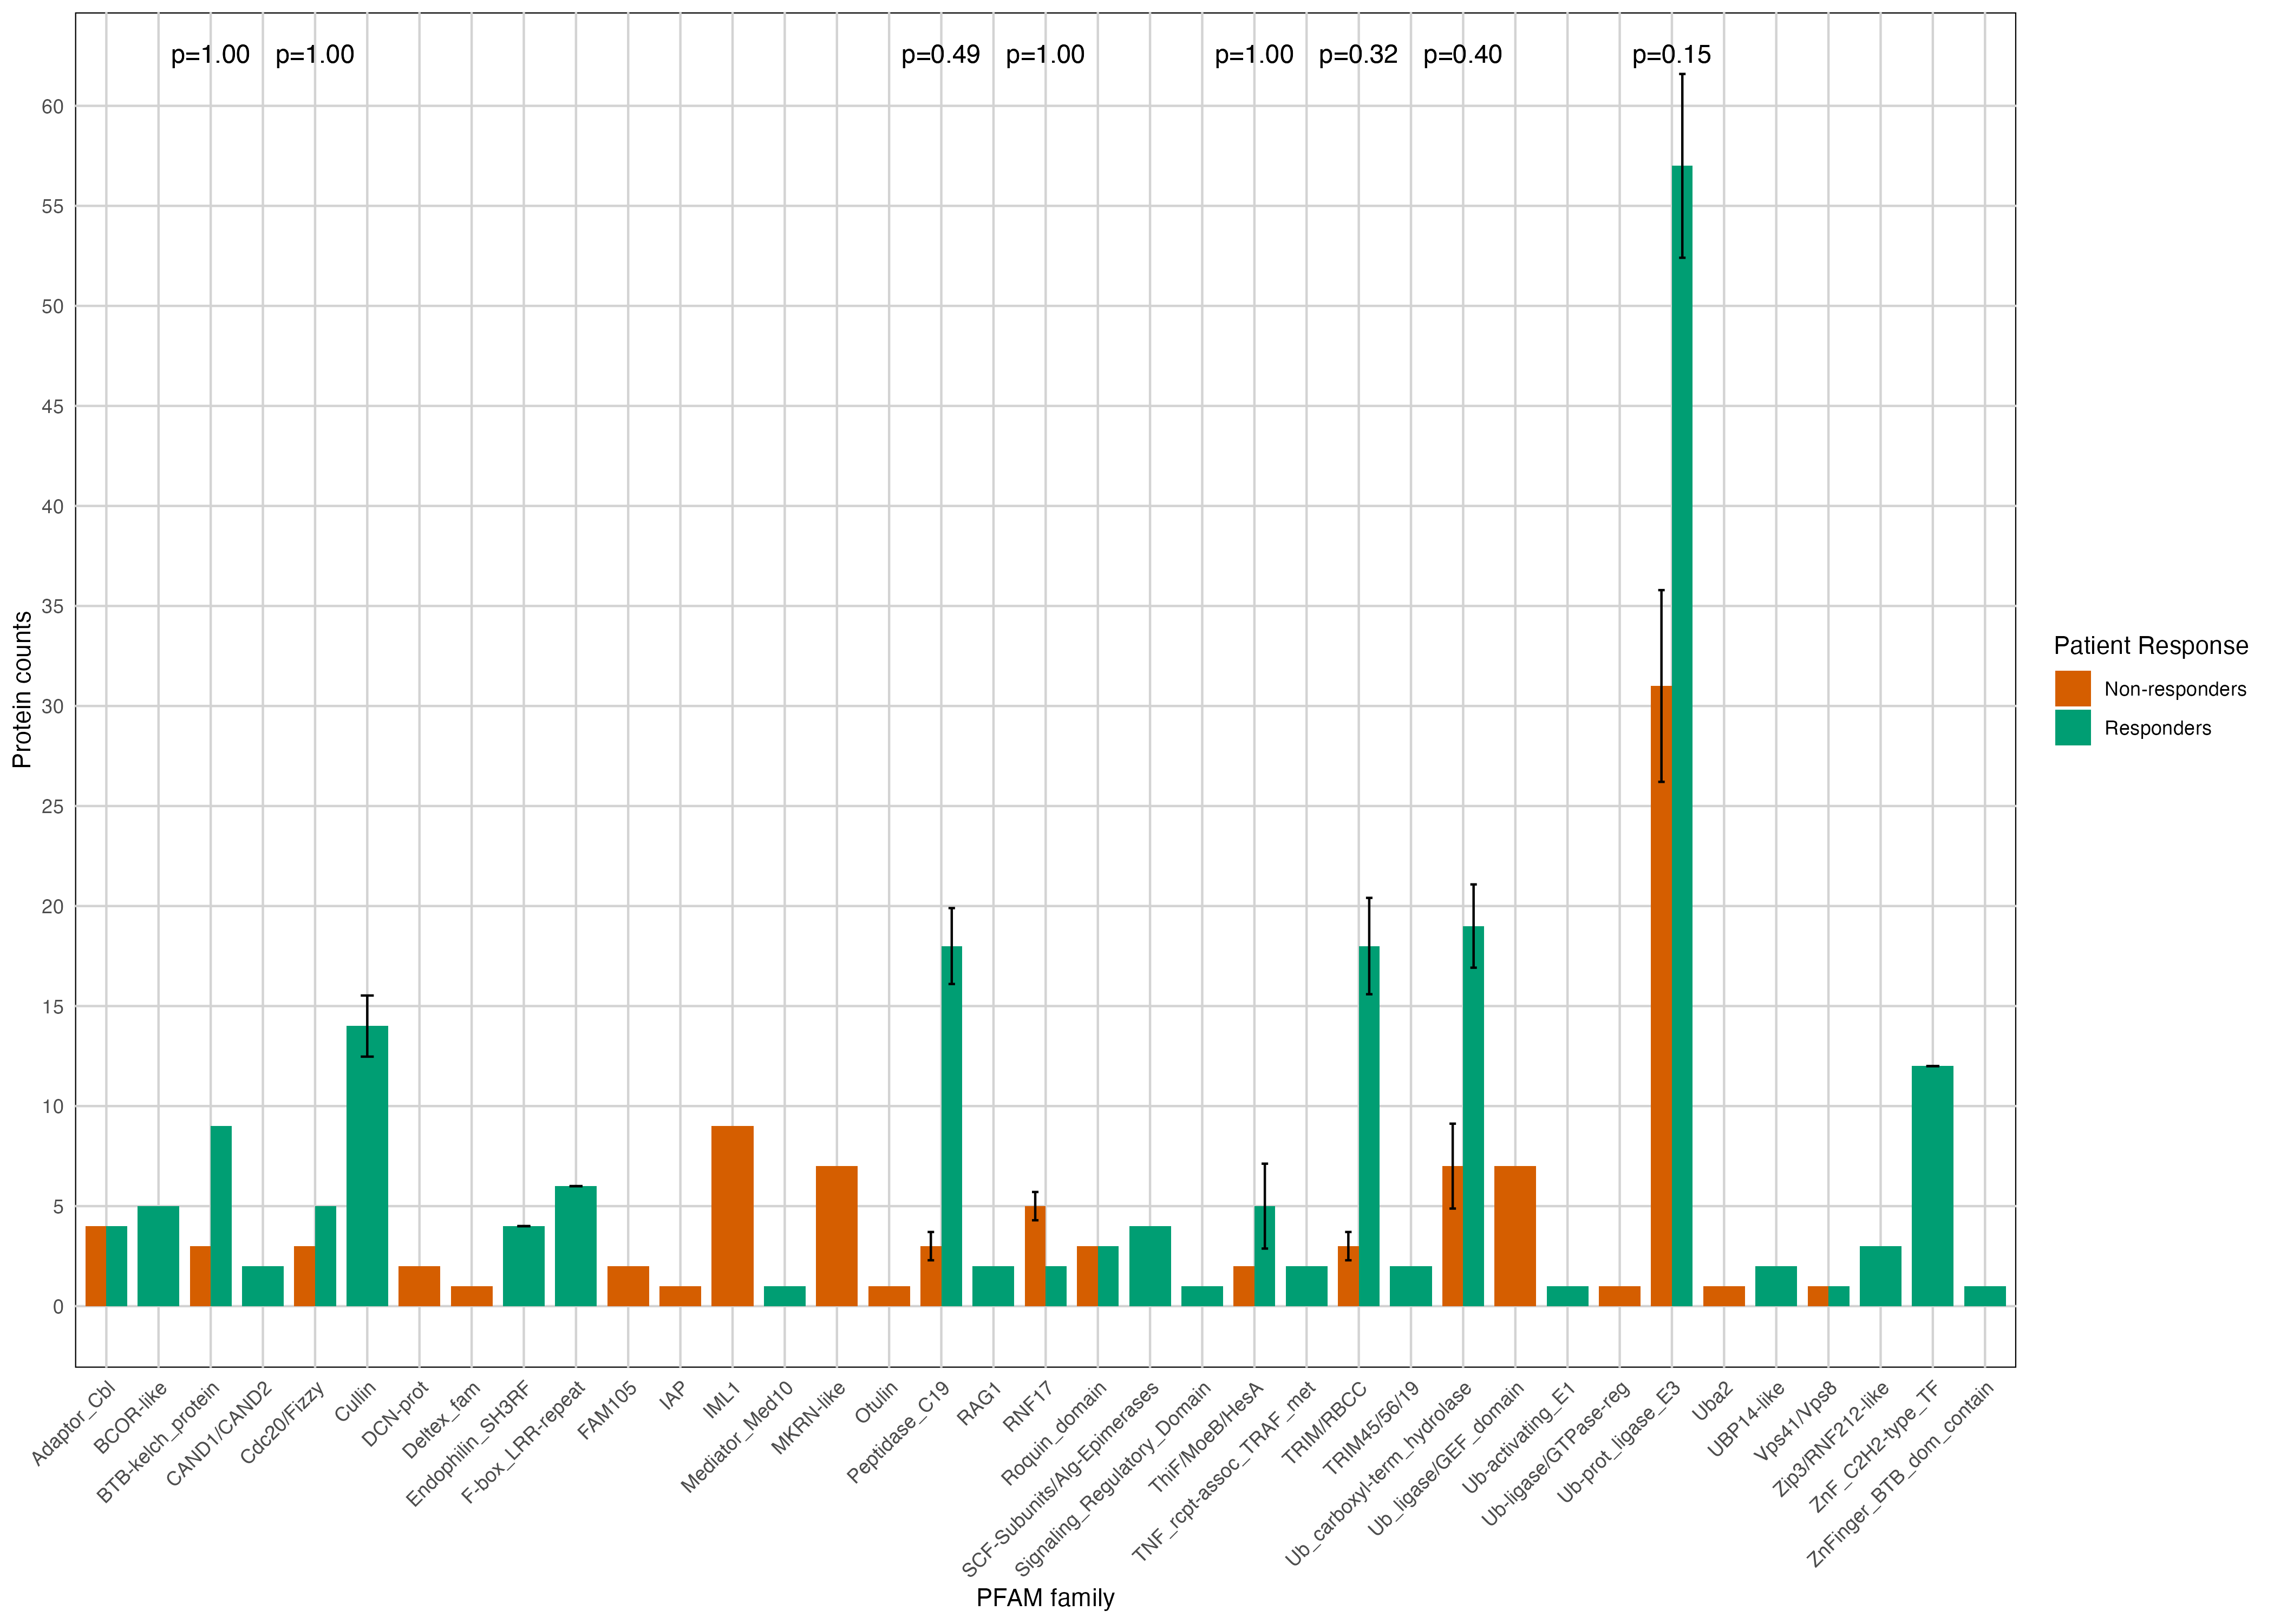 p=1.00 p=1.00 p=0.49 p=1.00 p=1.00 p=0.32 p=0.40 p=0.15
60
55
50
45
40
35
30
25
20
15
10
5
0
Protein counts
Adaptor_Cbl
BCOR-like
BTB-kelch_protein
CAND1/CAND2
Cdc20/Fizzy
Cullin
DCN-prot
Deltex_fam
Endophilin_SH3RF
F-box_LRR-repeat
FAM105
IAP
IML1
Mediator_Med10
MKRN-like
Otulin
Peptidase_C19
RAG1
RNF17
Roquin_domain
SCF-Subunits/Alg-Epimerases
Signaling_Regulatory_Domain
ThiF/MoeB/HesA
TNF_rcpt-assoc_TRAF_met
TRIM/RBCC
TRIM45/56/19
Ub_carboxyl-term_hydrolase
Ub_ligase/GEF_domain
Ub-activating_E1
Ub-ligase/GTPase-reg
Ub-prot_ligase_E3
Uba2
UBP14-like
Vps41/Vps8
Zip3/RNF212-like
ZnF_C2H2-type_TF
ZnFinger_BTB_dom_contain
PFAM family
Patient Response
Non-responders
Responders